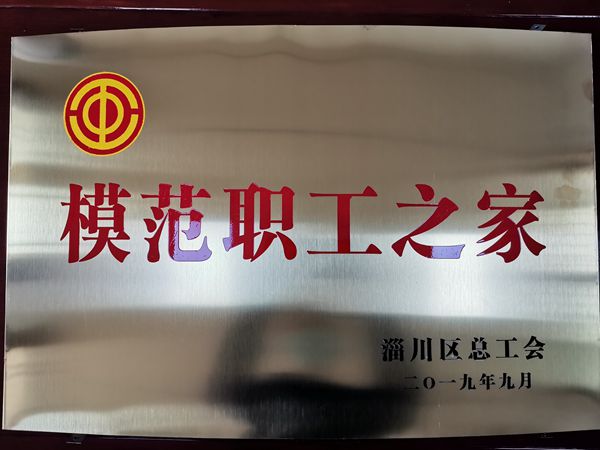 模范职工之家
淄川区总工会
二〇一九年九月